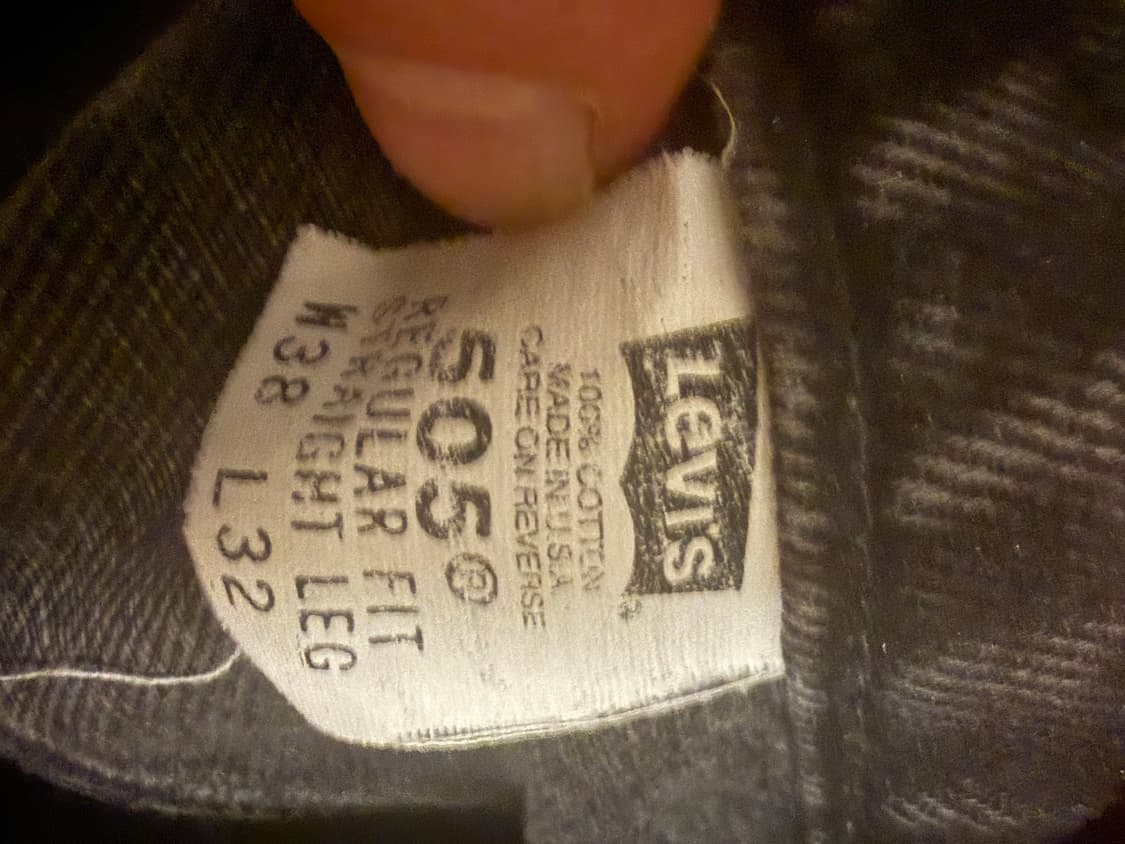 Levi's
®
100% COTTON
MADE IN U.S.A.
CARE ON REVERSE
505®
REGULAR FIT
STRAIGHT LEG
W38 L32